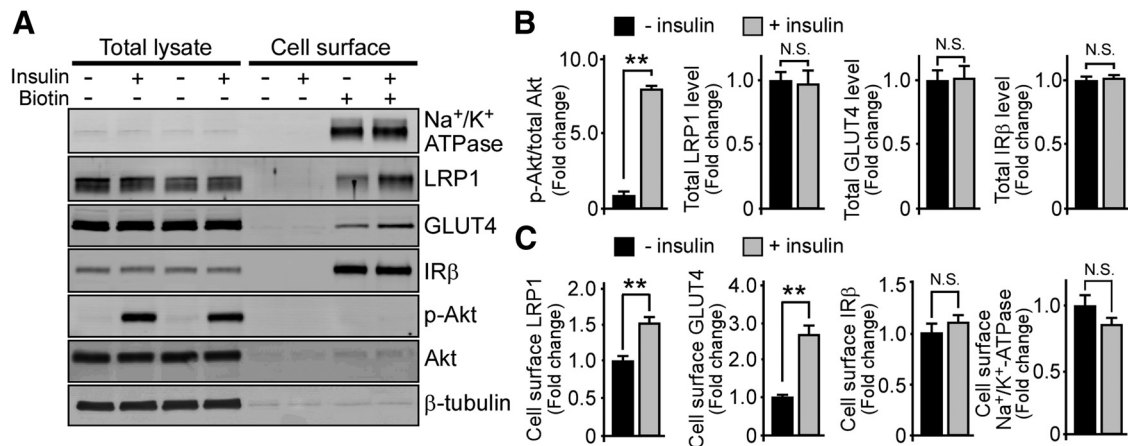 A
Total lysate Cell surface
Insulin - + - + - + - +
Biotin - - - - - - + +
Na⁺/K⁺
ATPase
LRP1
GLUT4
IRβ
p-Akt
Akt
β-tubulin
B
- insulin + insulin
p-Akt/total Akt
(Fold change)
10.0
5.0
0
**
Total LRP1 level
(Fold change)
1.0
0.5
0
N.S.
Total GLUT4 level
(Fold change)
1.0
0.5
0
N.S.
Total IRβ level
(Fold change)
1.0
0.5
0
N.S.
C
- insulin + insulin
Cell surface LRP1
(Fold change)
2.0
1.5
1.0
0.5
0
**
Cell surface GLUT4
(Fold change)
4.0
3.0
2.0
1.0
0
**
Cell surface IRβ
(Fold change)
1.5
1.0
0.5
0
N.S.
Cell surface
Na⁺/K⁺-ATPase
(Fold change)
1.0
0.5
0
N.S.